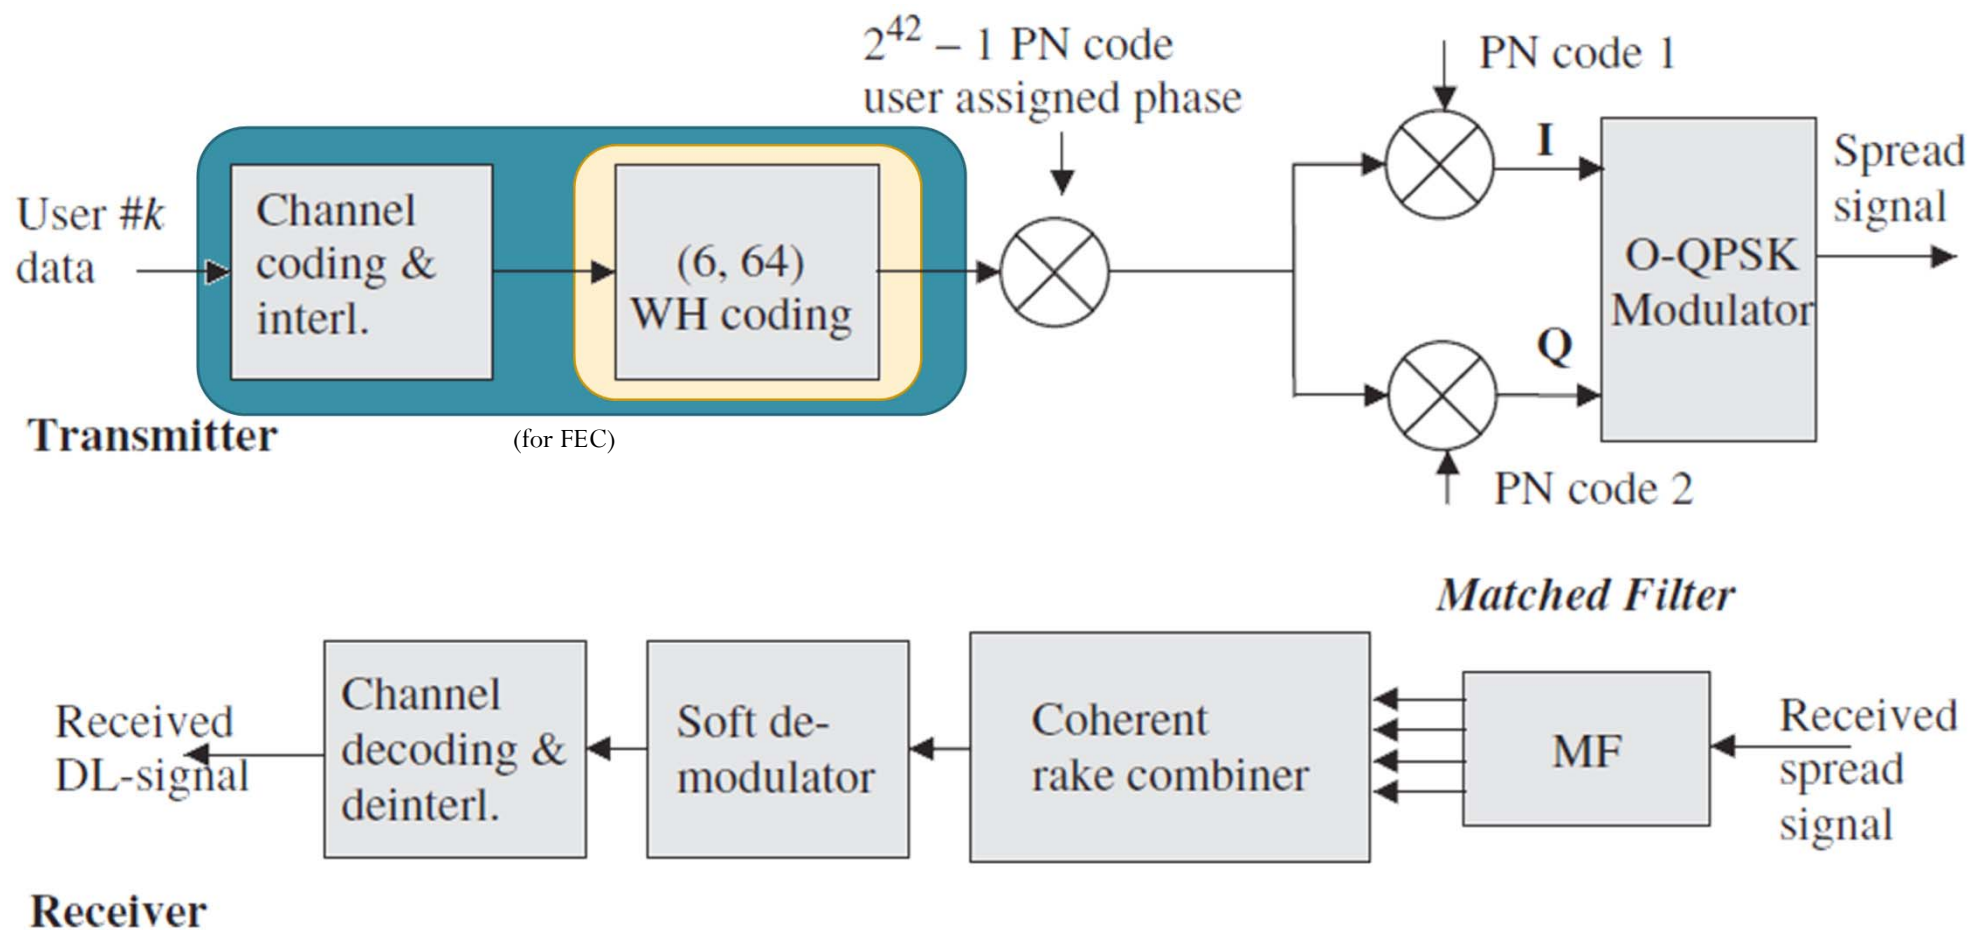 2^42 – 1 PN code
user assigned phase
PN code 1
User #k
data
Channel
coding &
interl.
(6, 64)
WH coding
I
Q
O-QPSK
Modulator
Spread
signal
PN code 2
Transmitter
(for FEC)
Matched Filter
Received
DL-signal
Channel
decoding &
deinterl.
Soft de-
modulator
Coherent
rake combiner
MF
Received
spread
signal
Receiver